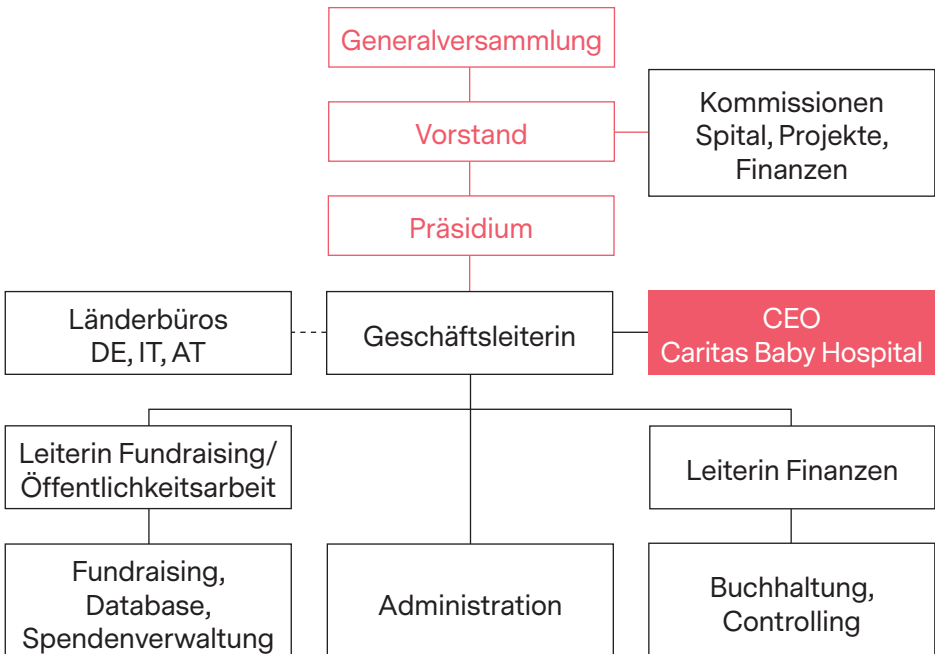 Generalversammlung
Vorstand
Kommissionen
Spital, Projekte,
Finanzen
Präsidium
Länderbüros
DE, IT, AT
Geschäftsleiterin
CEO
Caritas Baby Hospital
Leiterin Fundraising/
Öffentlichkeitsarbeit
Leiterin Finanzen
Fundraising,
Database,
Spendenverwaltung
Administration
Buchhaltung,
Controlling